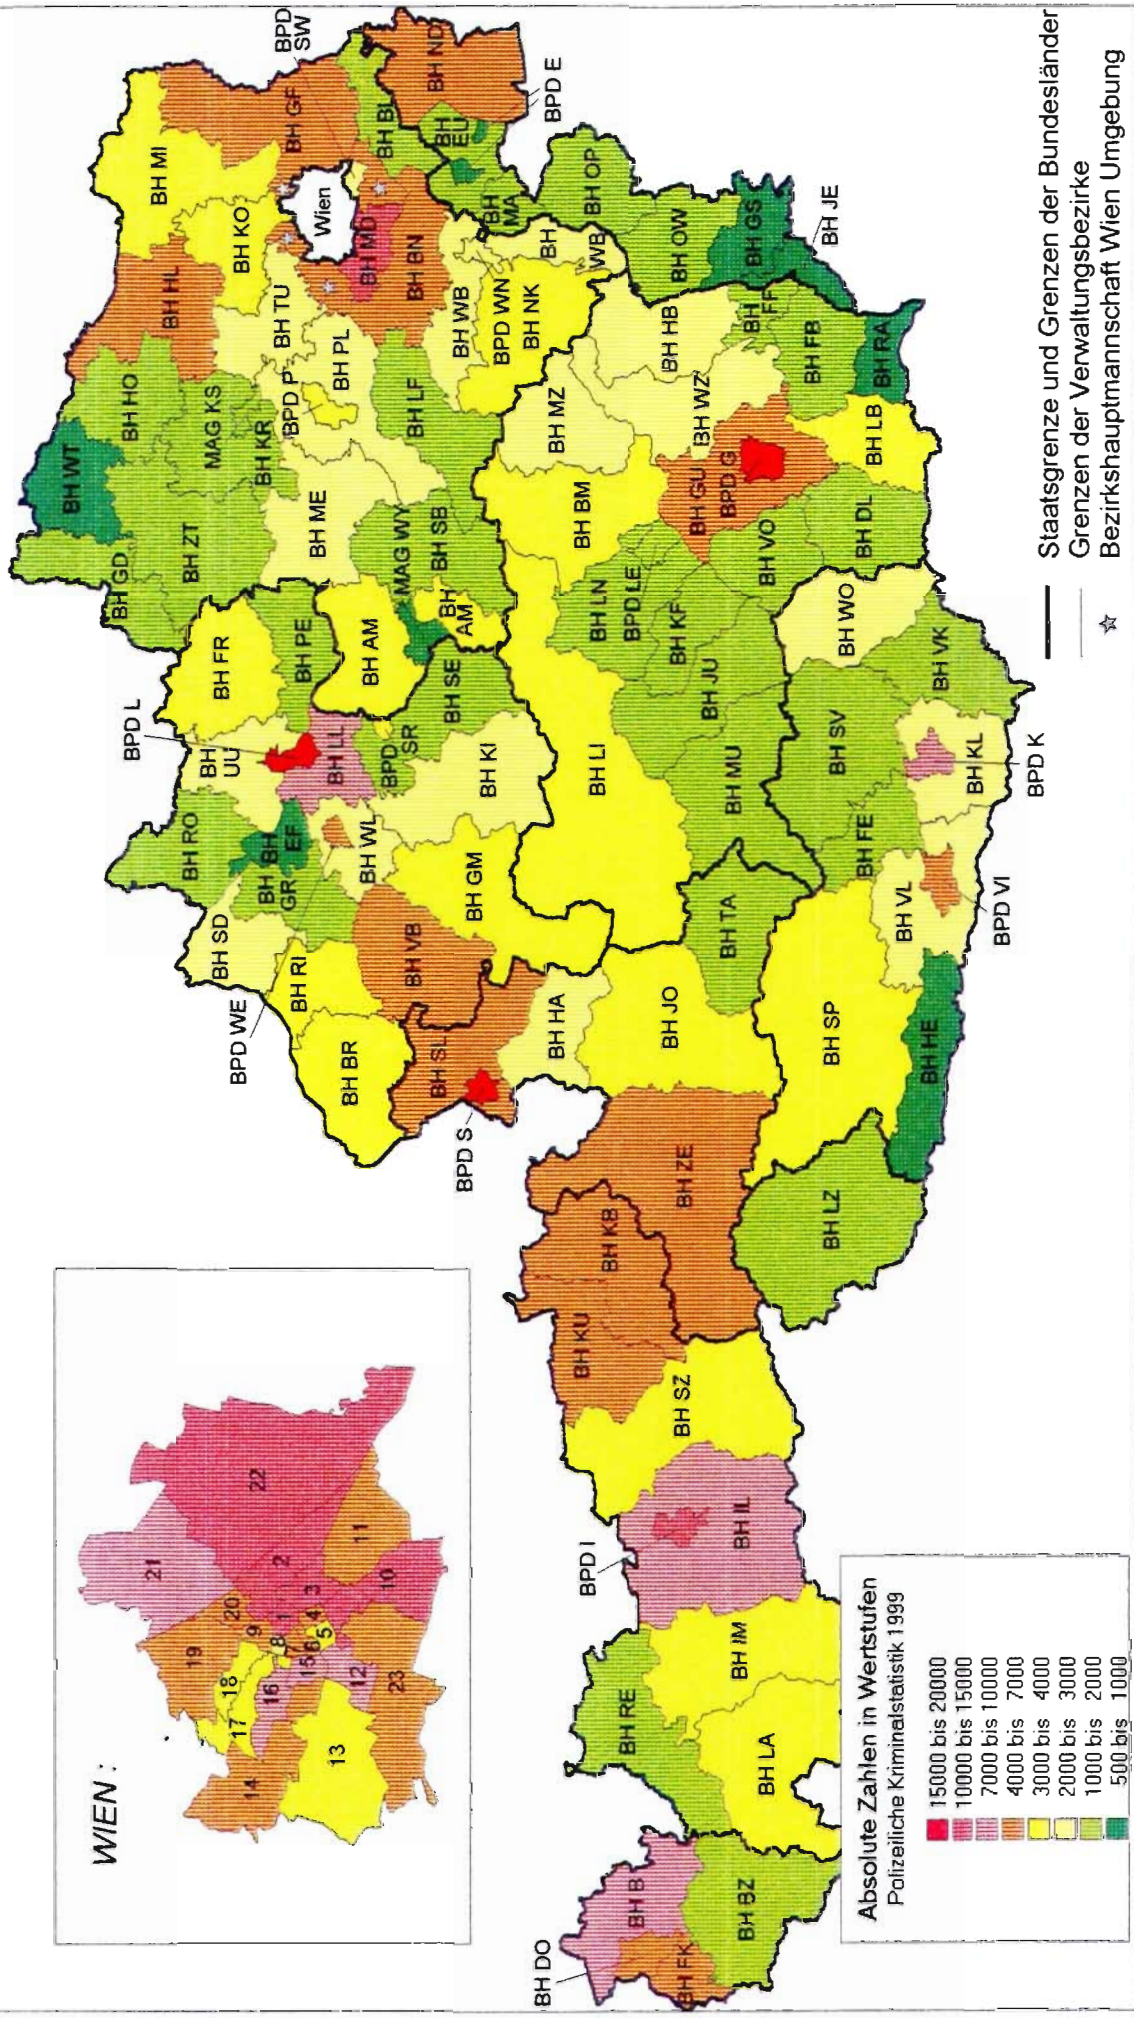 WIEN :
1
2
3
4
5
6
7
8
9
10
11
12
13
14
15
16
17
18
19
20
21
22
23
BPD L
BPD SW
BPD E
BPD WE
BPD S
BPD I
BPD K
BPD VI
BH DO
BH JE
BH WT
BH GD
BH HO
BH HL
BH MI
BH GF
BH ZT
MAG KS
BH KR
BH KO
BH TU
Wien
BH BL
BH ND
BH EU
BH FR
BH PE
BH ME
BPD P
BH PL
BH MD
BH BN
BH MA
BH RO
BH UU
BH LL
BH AM
MAG WY
BH SB
BH LF
BH WB
BPD WN
BH NK
BH WB
BH OP
BH SD
BH GR
BH EF
BH WL
BPD SR
BH SE
BH AM
BH RI
BH VB
BH GM
BH KI
BH BR
BH SL
BH HA
BH LI
BH LN
BPD LE
BH BM
BH MZ
BH HB
BH OW
BH GS
BH FF
BH FB
BH WZ
BH GU
BPD G
BH RA
BH LB
BH DL
BH VO
BH KF
BH JU
BH MU
BH TA
BH JO
BH ZE
BH KB
BH KU
BH SZ
BH IL
BH IM
BH RE
BH LA
BH B
BH FK
BH BZ
BH LZ
BH SP
BH HE
BH VL
BH FE
BH SV
BH KL
BH VK
BH WO
Absolute Zahlen in Wertstufen
Polizeiliche Kriminalstatistik 1999
15000 bis 20000
10000 bis 15000
7000 bis 10000
4000 bis 7000
3000 bis 4000
2000 bis 3000
1000 bis 2000
500 bis 1000
Staatsgrenze und Grenzen der Bundesländer
Grenzen der Verwaltungsbezirke
Bezirkshauptmannschaft Wien Umgebung